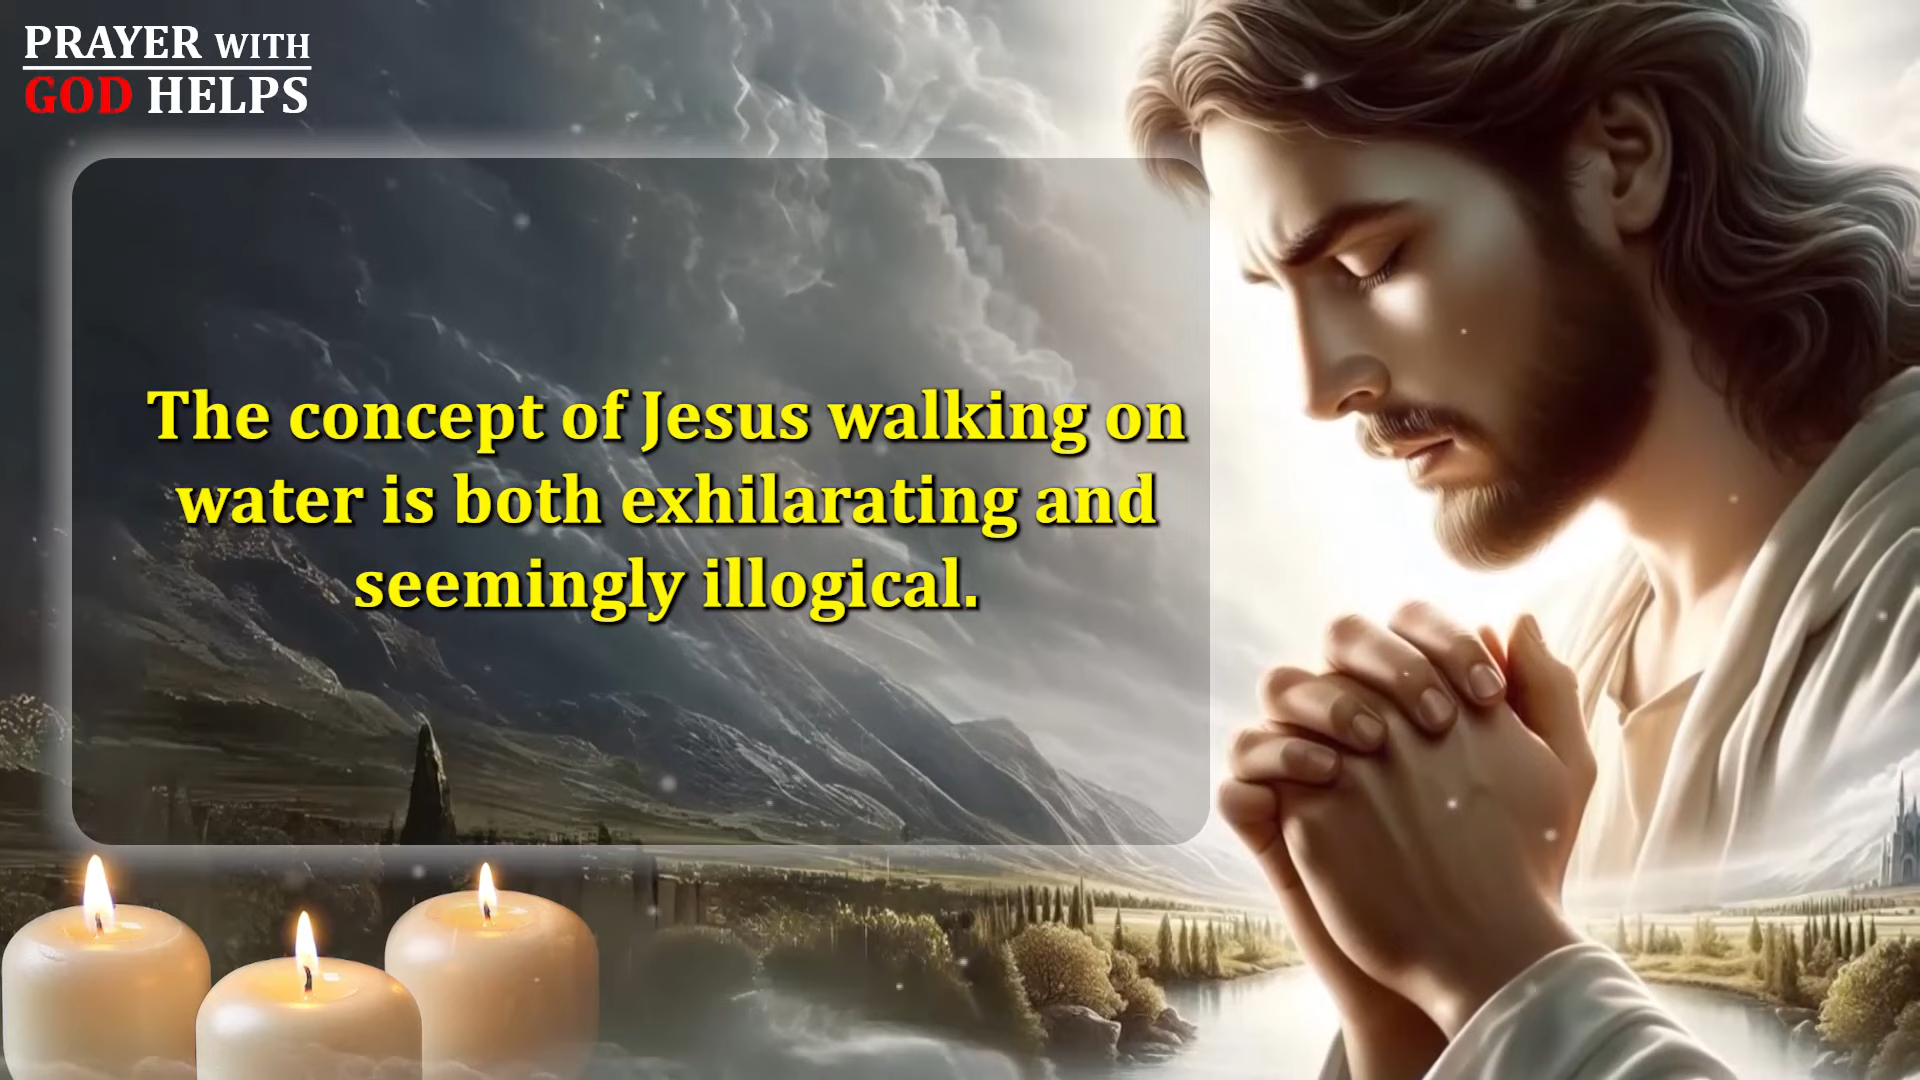 PRAYER WITH
GOD HELPS
The concept of Jesus walking on
water is both exhilarating and
seemingly illogical.